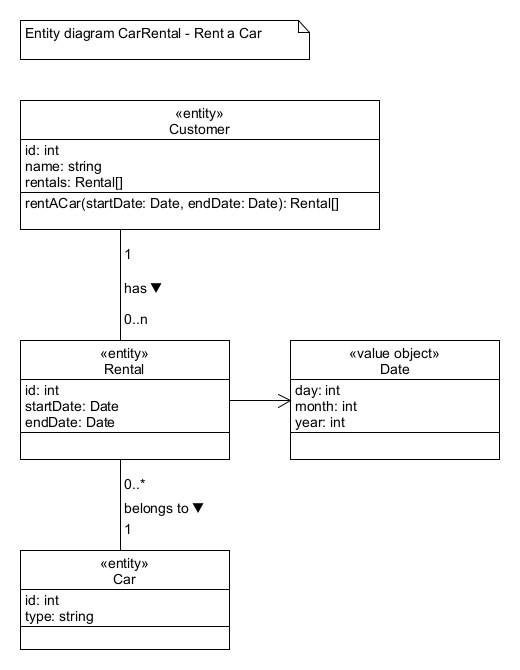 Entity diagram CarRental - Rent a Car
«entity»
Customer
id: int
name: string
rentals: Rental[]
rentACar(startDate: Date, endDate: Date): Rental[]
1
has ▼
0..n
«entity»
Rental
id: int
startDate: Date
endDate: Date
«value object»
Date
day: int
month: int
year: int
0..*
belongs to ▼
1
«entity»
Car
id: int
type: string